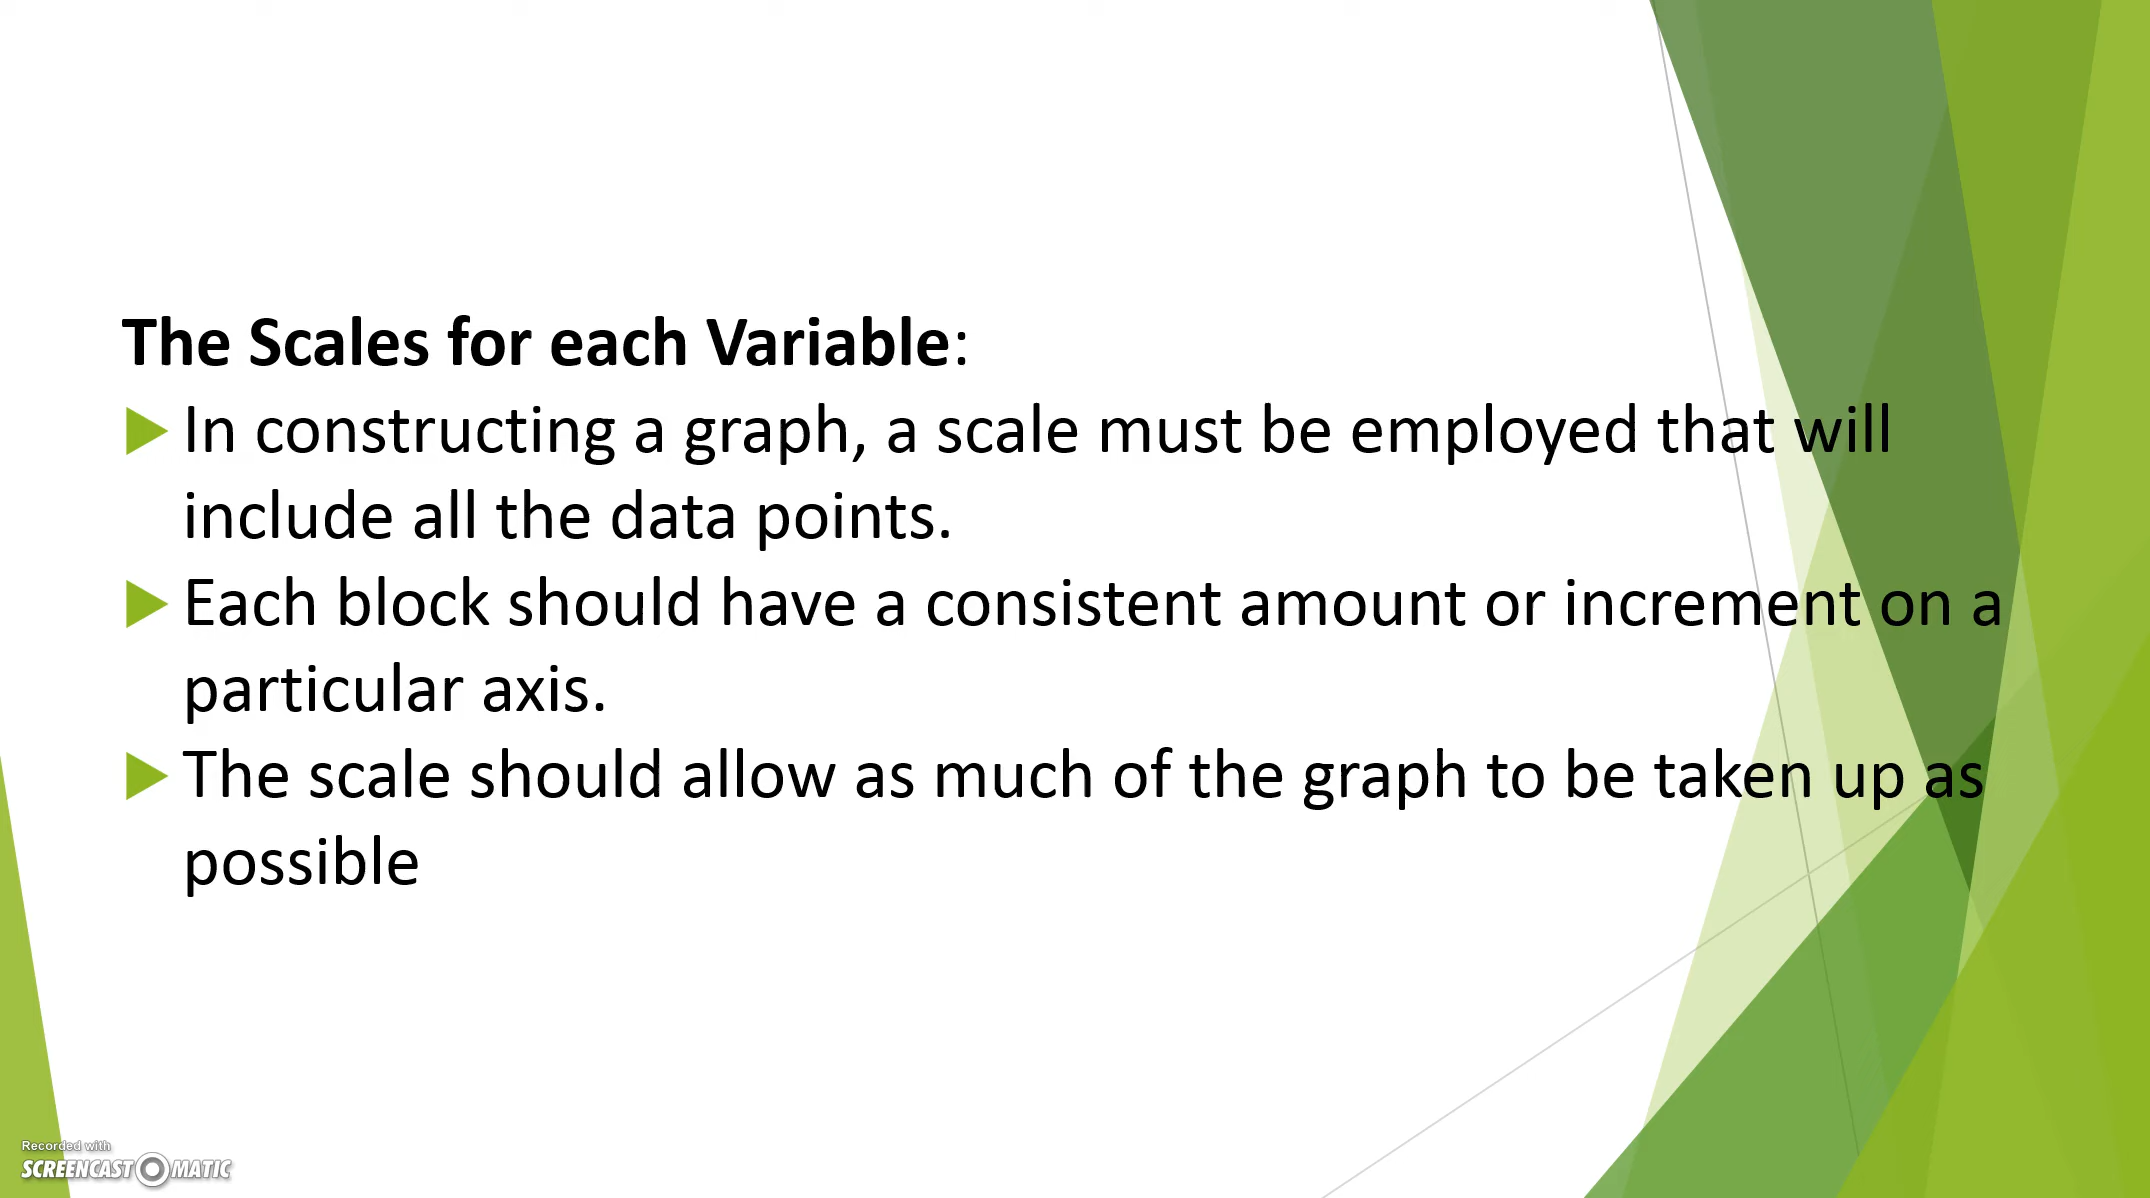 The Scales for each Variable:
In constructing a graph, a scale must be employed that will
include all the data points.
Each block should have a consistent amount or increment on a
particular axis.
The scale should allow as much of the graph to be taken up as
possible
Recorded with
SCREENCAST MATIC